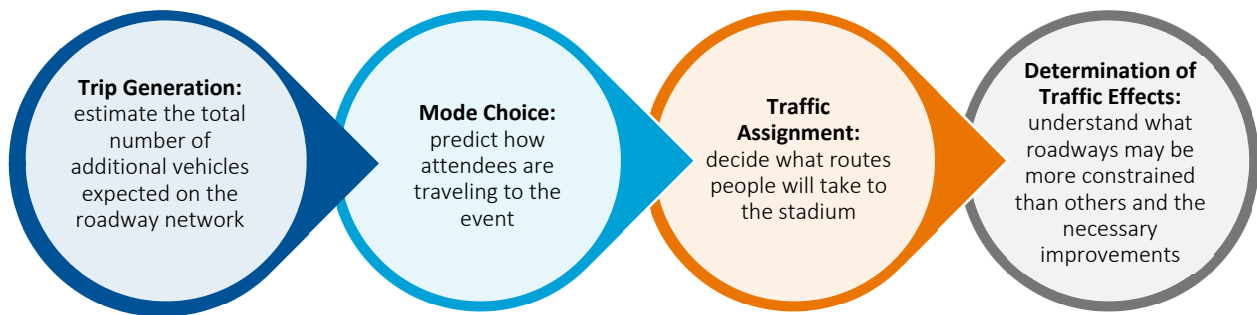 Trip Generation:
estimate the total
number of
additional vehicles
expected on the
roadway network
Mode Choice:
predict how
attendees are
traveling to the
event
Traffic
Assignment:
decide what routes
people will take to
the stadium
Determination of
Traffic Effects:
understand what
roadways may be
more constrained
than others and the
necessary
improvements